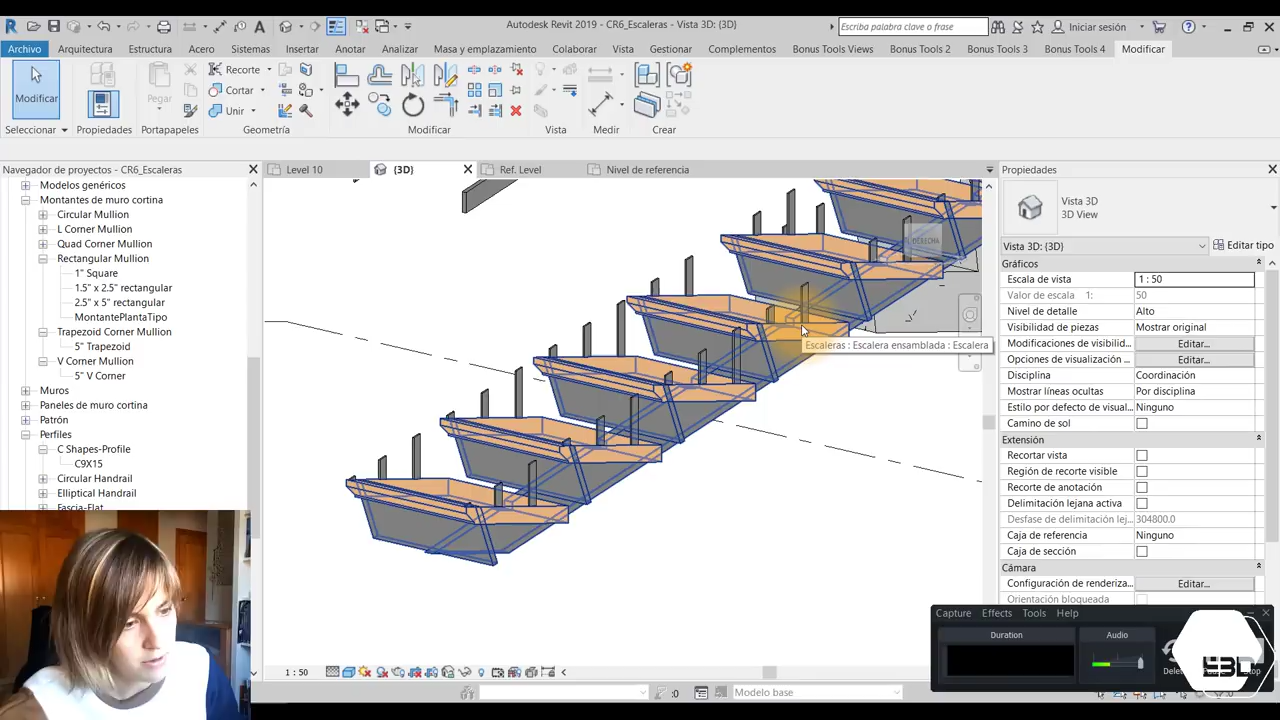 Autodesk Revit 2019 - CR6_Escaleras - Vista 3D: {3D}
Escriba palabra clave o frase
Iniciar sesión
Archivo Arquitectura Estructura Acero Sistemas Insertar Anotar Analizar Masa y emplazamiento Colaborar Vista Gestionar Complementos Bonus Tools Views Bonus Tools 2 Bonus Tools 3 Bonus Tools 4 Modificar
Modificar
Pegar
Recorte
Cortar
Unir
Seleccionar Propiedades Portapapeles Geometría Modificar Vista Medir Crear
Navegador de proyectos - CR6_Escaleras
Level 10
{3D}
Ref. Level
Nivel de referencia
Propiedades
Modelos genéricos
Montantes de muro cortina
Circular Mullion
L Corner Mullion
Quad Corner Mullion
Rectangular Mullion
1" Square
1.5" x 2.5" rectangular
2.5" x 5" rectangular
MontantePlantaTipo
Trapezoid Corner Mullion
5" Trapezoid
V Corner Mullion
5" V Corner
Muros
Paneles de muro cortina
Patrón
Perfiles
C Shapes-Profile
C9X15
Circular Handrail
Elliptical Handrail
Fascia-Flat
DERECHA
Escaleras : Escalera ensamblada : Escalera
Vista 3D
3D View
Vista 3D: {3D}
Editar tipo
Gráficos
Escala de vista 1 : 50
Valor de escala 1: 50
Nivel de detalle Alto
Visibilidad de piezas Mostrar original
Modificaciones de visibilid... Editar...
Opciones de visualización ... Editar...
Disciplina Coordinación
Mostrar líneas ocultas Por disciplina
Estilo por defecto de visual... Ninguno
Camino de sol
Extensión
Recortar vista
Región de recorte visible
Recorte de anotación
Delimitación lejana activa
Desfase de delimitación lej... 304800.0
Caja de referencia Ninguno
Caja de sección
Cámara
Configuración de renderiza... Editar...
Orientación bloqueada
Capture Effects Tools Help
Duration
Audio
1 : 50
:0
Modelo base